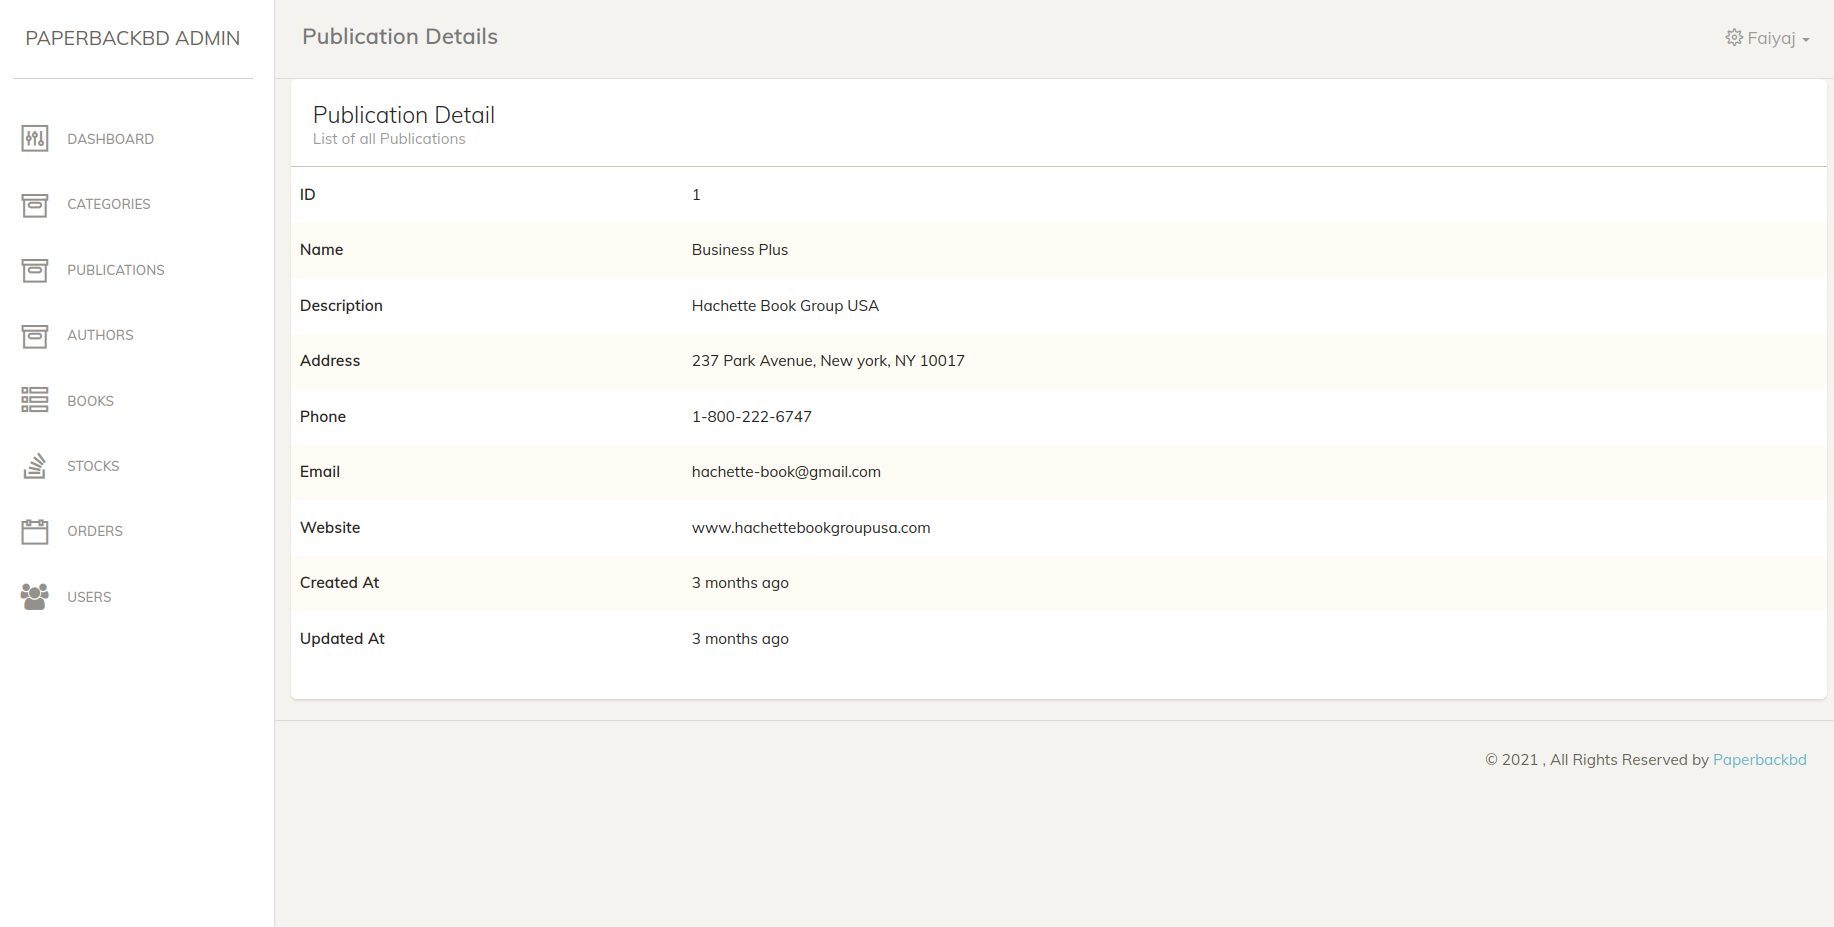 PAPERBACKBD ADMIN
Publication Details
Faiyaj
DASHBOARD
CATEGORIES
PUBLICATIONS
AUTHORS
BOOKS
STOCKS
ORDERS
USERS
Publication Detail
List of all Publications
ID 1
Name Business Plus
Description Hachette Book Group USA
Address 237 Park Avenue, New york, NY 10017
Phone 1-800-222-6747
Email hachette-book@gmail.com
Website www.hachettebookgroupusa.com
Created At 3 months ago
Updated At 3 months ago
© 2021 , All Rights Reserved by Paperbackbd